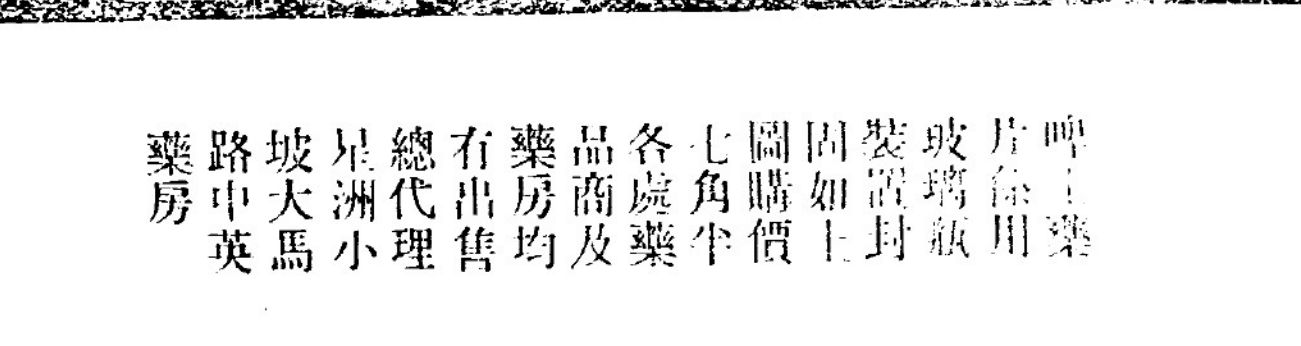 啤士藥
片係用
玻璃瓶
裝置封
固如上
圖購價
七角半
各處藥
品商及
藥房均
有出售
總代理
星洲小
坡大馬
路中英
藥房